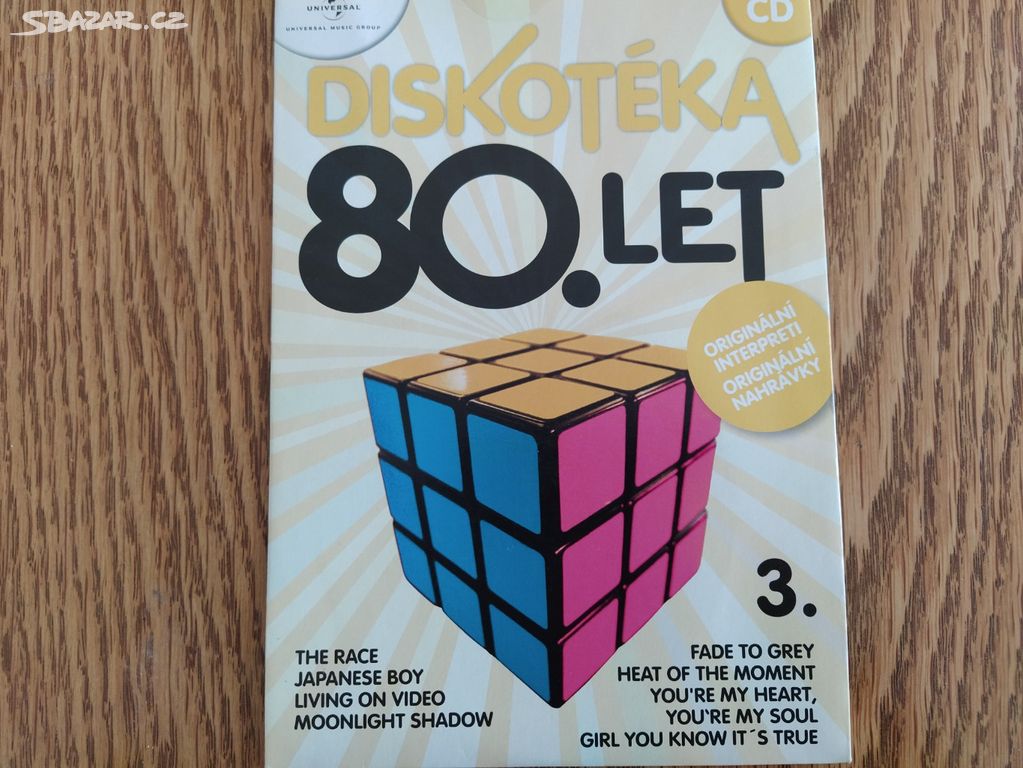 SBAZAR.CZ
UNIVERSAL
UNIVERSAL MUSIC GROUP
CD
DISKOTÉKA
80. LET
ORIGINÁLNÍ
INTERPRETI
ORIGINÁLNÍ
NAHRÁVKY
3.
THE RACE
JAPANESE BOY
LIVING ON VIDEO
MOONLIGHT SHADOW
FADE TO GREY
HEAT OF THE MOMENT
YOU'RE MY HEART,
YOU'RE MY SOUL
GIRL YOU KNOW IT´S TRUE